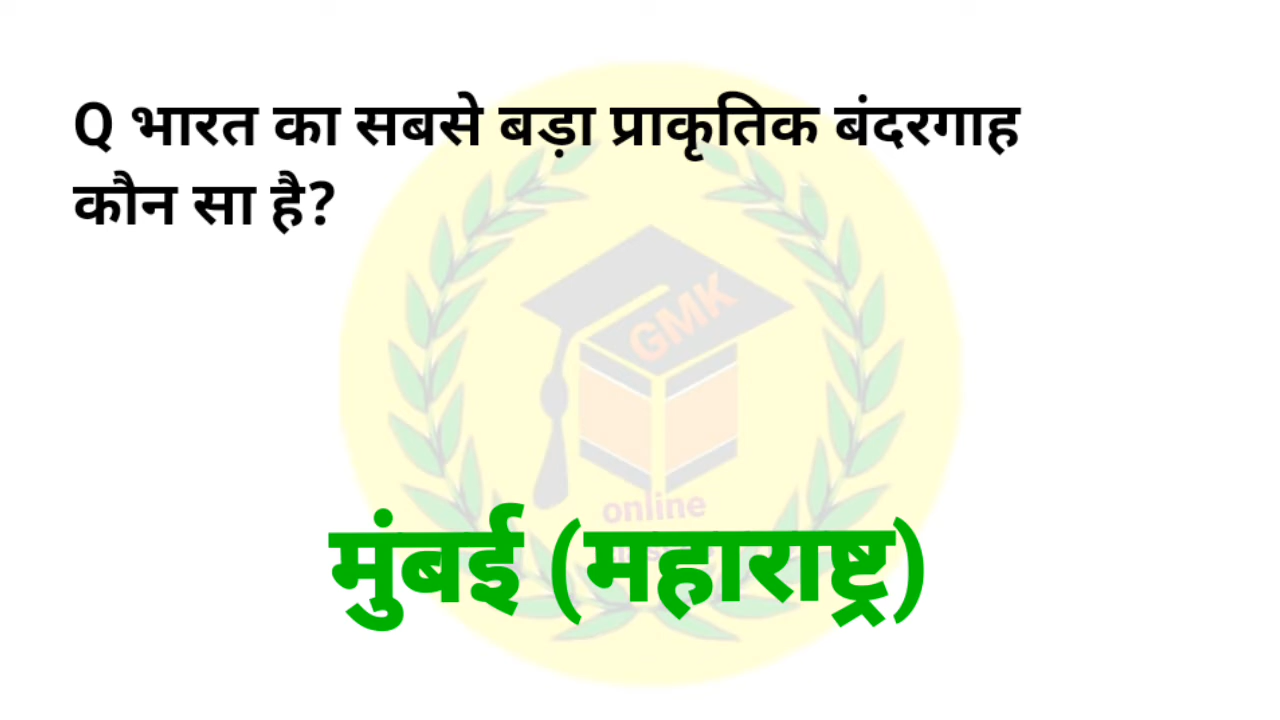 Q भारत का सबसे बड़ा प्राकृतिक बंदरगाह
कौन सा है?
GMK
online
मुंबई (महाराष्ट्र)